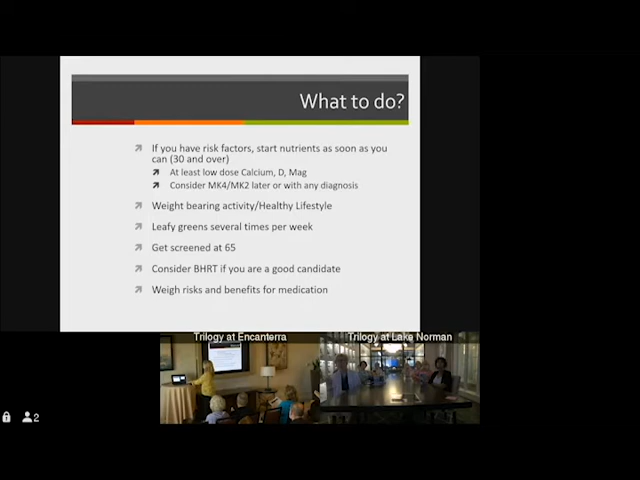 What to do?
If you have risk factors, start nutrients as soon as you
can (30 and over)
At least low dose Calcium, D, Mag
Consider MK4/MK2 later or with any diagnosis
Weight bearing activity/Healthy Lifestyle
Leafy greens several times per week
Get screened at 65
Consider BHRT if you are a good candidate
Weigh risks and benefits for medication
Trilogy at Encanterra
Trilogy at Lake Norman
2